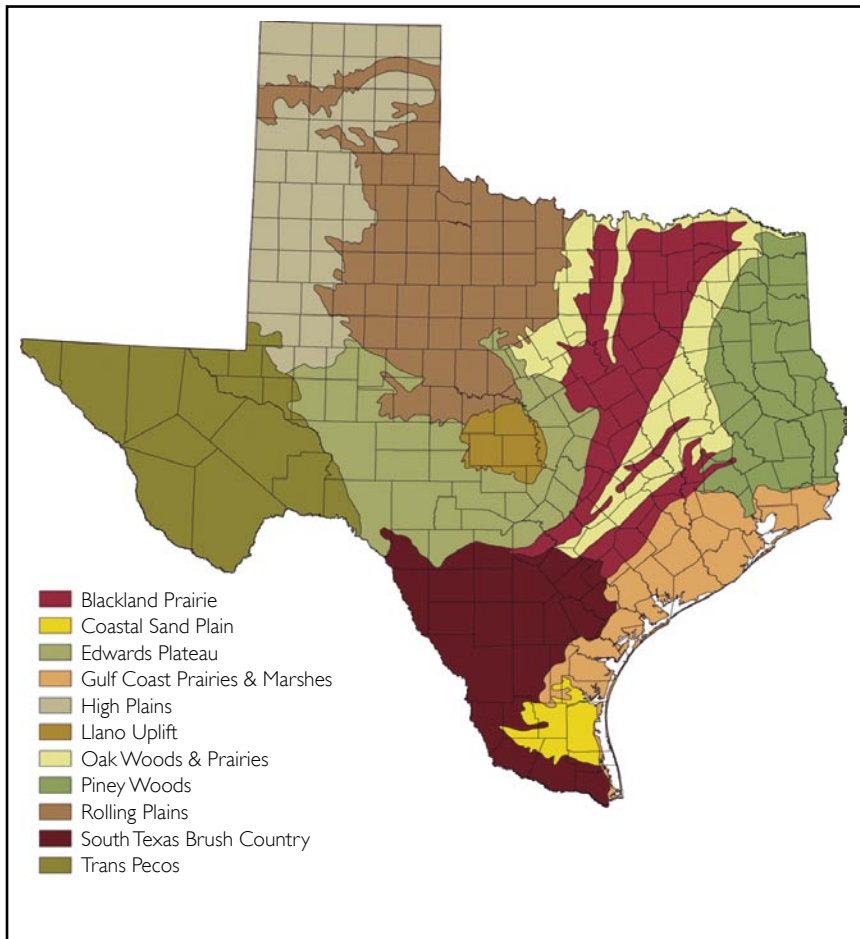 Blackland Prairie
Coastal Sand Plain
Edwards Plateau
Gulf Coast Prairies & Marshes
High Plains
Llano Uplift
Oak Woods & Prairies
Piney Woods
Rolling Plains
South Texas Brush Country
Trans Pecos